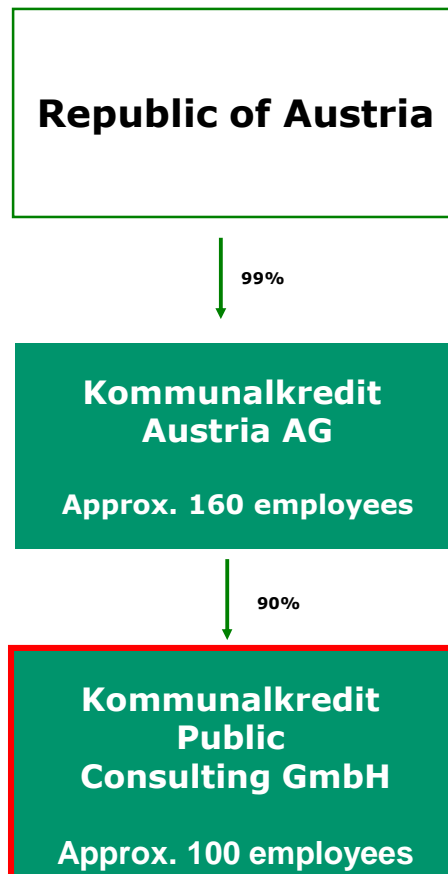 Republic of Austria
99%
Kommunalkredit
Austria AG
Approx. 160 employees
90%
Kommunalkredit
Public
Consulting GmbH
Approx. 100 employees